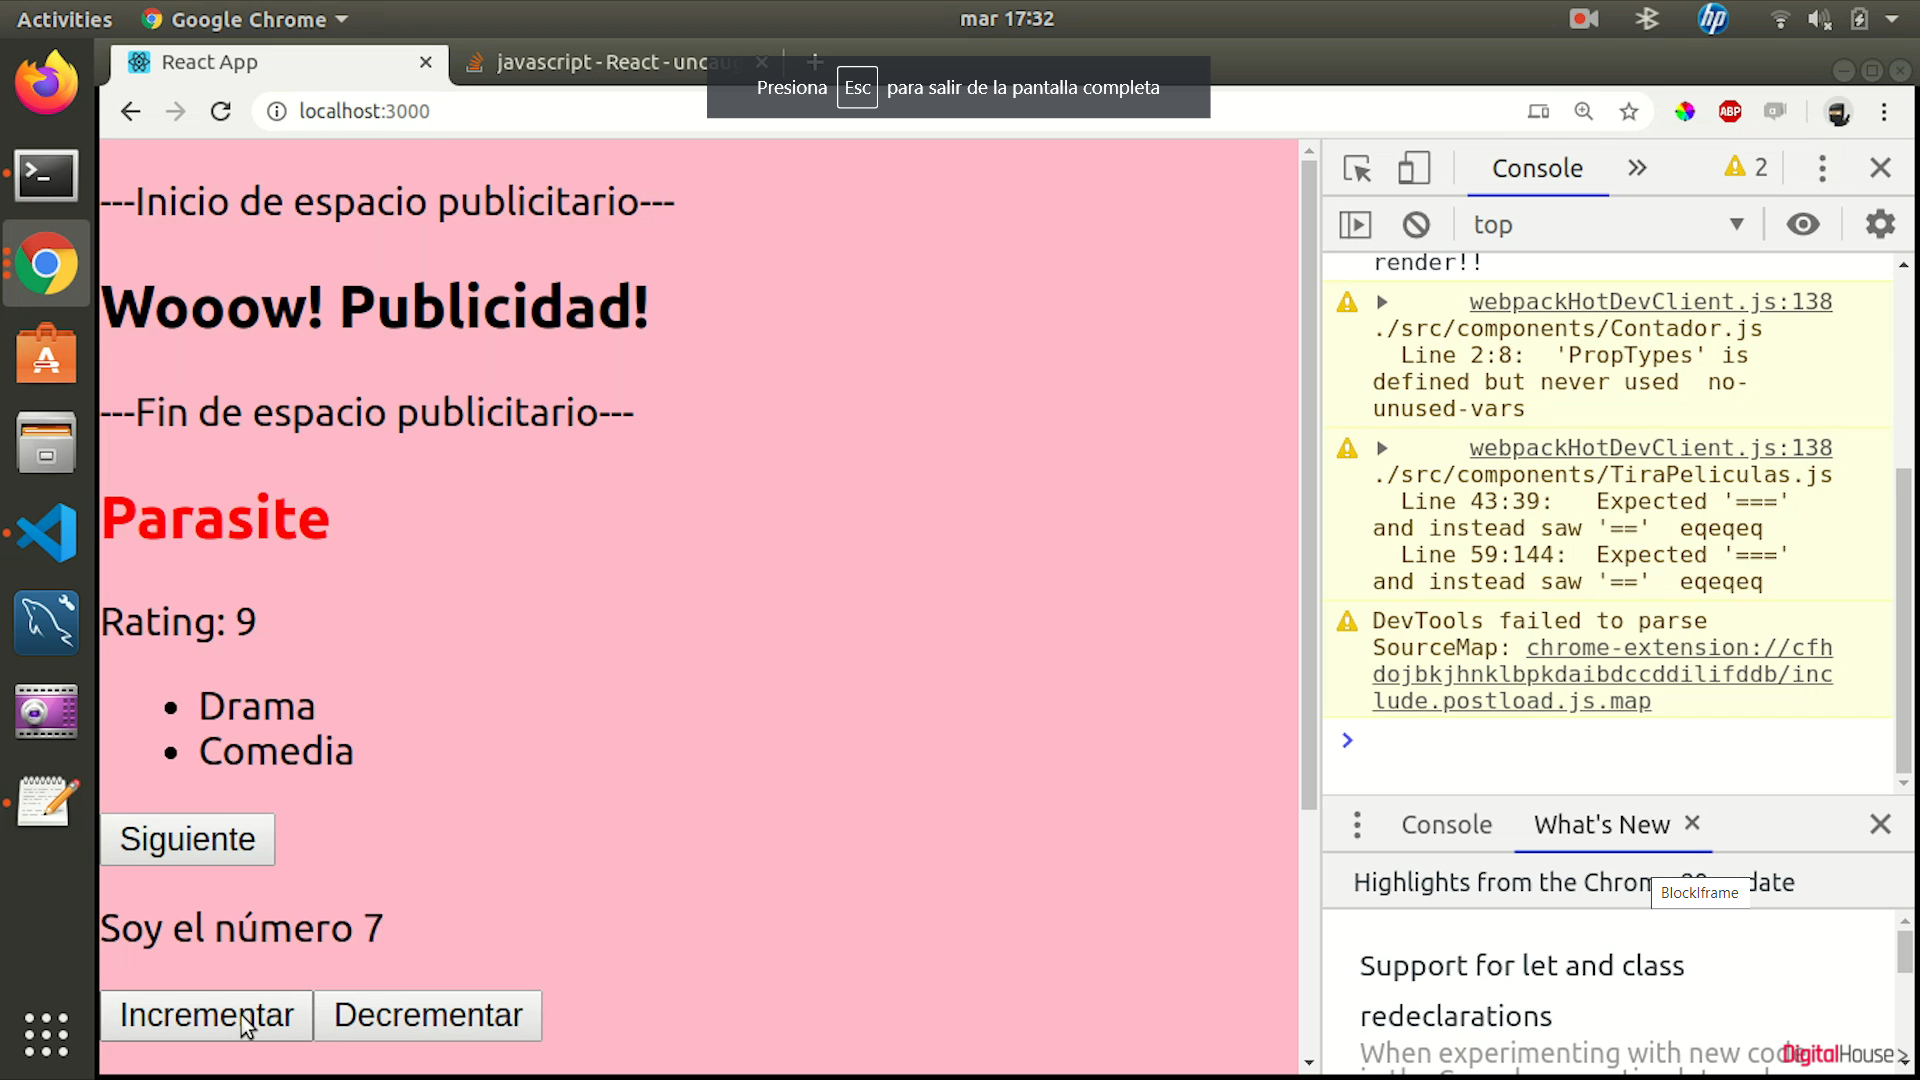 Activities
Google Chrome
mar 17:32
hp
React App
javascript - React - uncaug
Presiona Esc para salir de la pantalla completa
localhost:3000
ABP
---Inicio de espacio publicitario---
Wooow! Publicidad!
---Fin de espacio publicitario---
Parasite
Rating: 9
Drama
Comedia
Siguiente
Soy el número 7
Incrementar
Decrementar
Console
2
top
render!!
webpackHotDevClient.js:138
./src/components/Contador.js
Line 2:8: 'PropTypes' is
defined but never used no-
unused-vars
webpackHotDevClient.js:138
./src/components/TiraPeliculas.js
Line 43:39: Expected '==='
and instead saw '==' eqeqeq
Line 59:144: Expected '==='
and instead saw '==' eqeqeq
DevTools failed to parse
SourceMap: chrome-extension://cfh
dojbkjhnklbpkdaibdccddilifddb/inc
lude.postload.js.map
Console
What's New
Highlights from the Chrom
date
BlockIframe
Support for let and class
redeclarations
When experimenting with new cod
DigitalHouse>